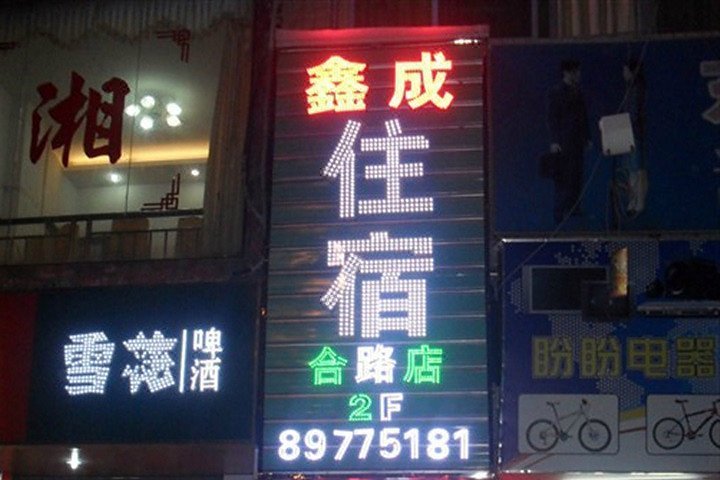 湘
鑫成
住宿
合路店
2F
89775181
雪花啤酒
盼盼电器